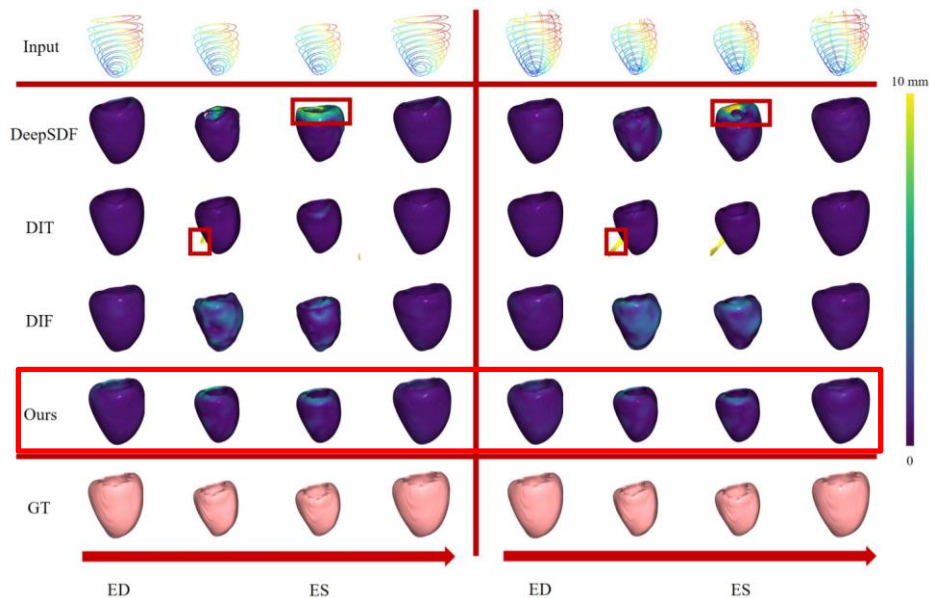 Input
10 mm
DeepSDF
DIT
DIF
Ours
0
GT
ED ES ED ES